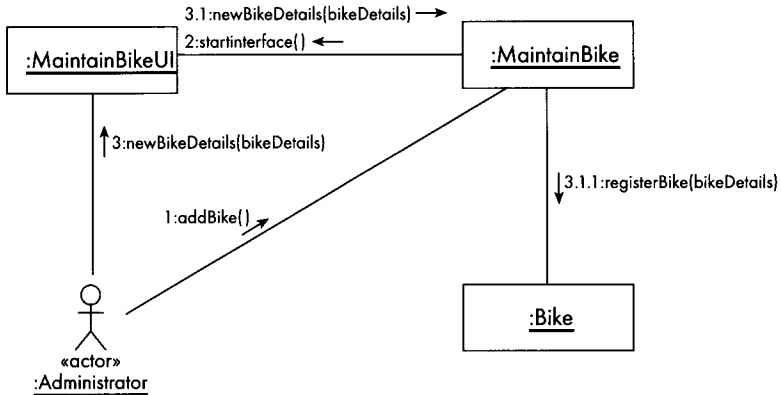 3.1:newBikeDetails(bikeDetails)
2:startinterface()
:MaintainBikeUI
:MaintainBike
3:newBikeDetails(bikeDetails)
3.1.1:registerBike(bikeDetails)
1:addBike()
:Bike
«actor»
:Administrator